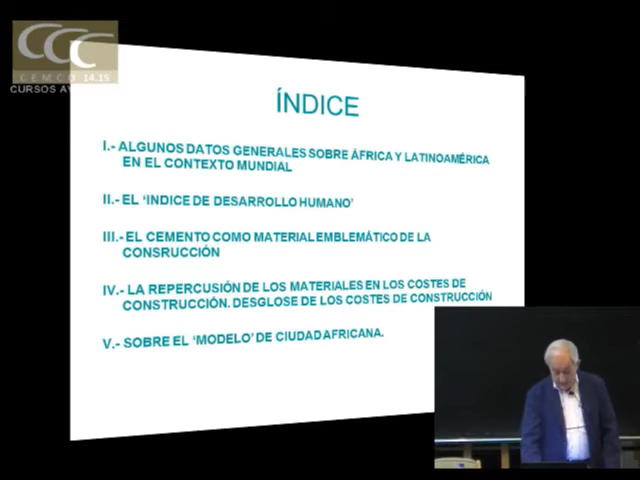 CCC
CEMCO 14.15
CURSOS AV
ÍNDICE
I.- ALGUNOS DATOS GENERALES SOBRE ÁFRICA Y LATINOAMÉRICA
EN EL CONTEXTO MUNDIAL
II.- EL ‘INDICE DE DESARROLLO HUMANO’
III.- EL CEMENTO COMO MATERIAL EMBLEMÁTICO DE LA
CONSRUCCIÓN
IV.- LA REPERCUSIÓN DE LOS MATERIALES EN LOS COSTES DE
CONSTRUCCIÓN. DESGLOSE DE LOS COSTES DE CONSTRUCCIÓN
V.- SOBRE EL ‘MODELO’ DE CIUDAD AFRICANA.